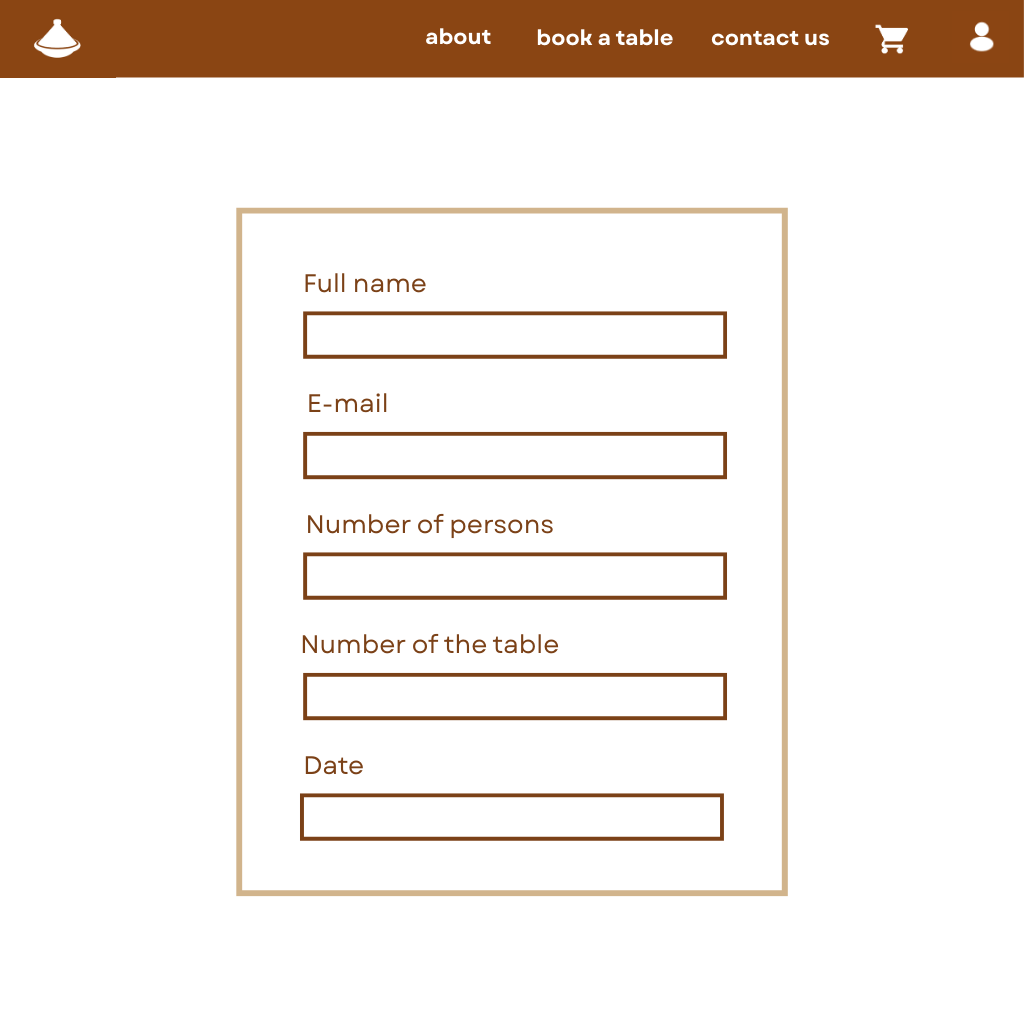 about
book a table
contact us
Full name
E-mail
Number of persons
Number of the table
Date